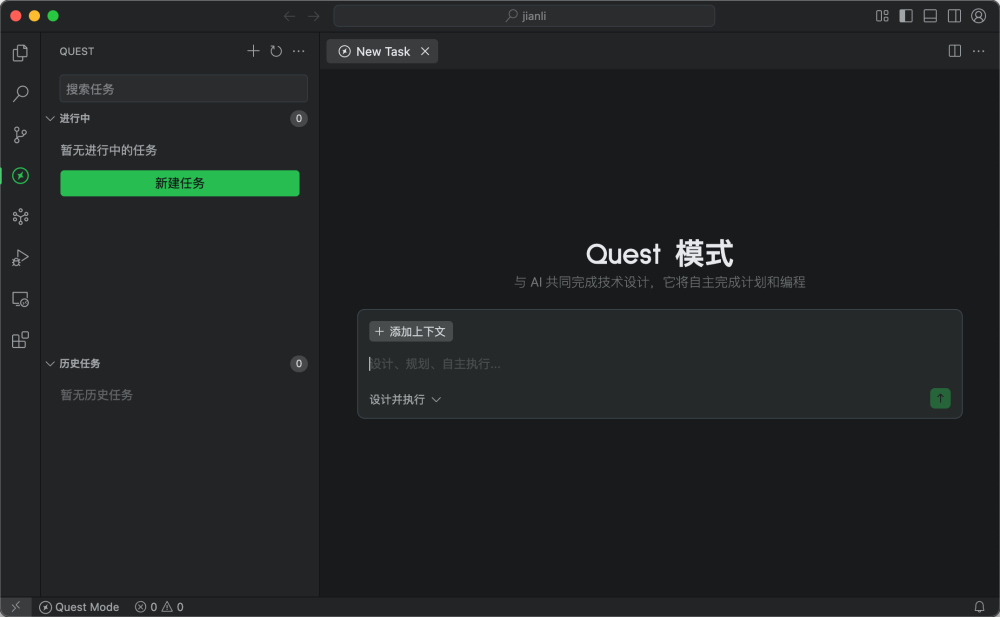 jianli
QUEST
New Task
搜索任务
进行中 0
暂无进行中的任务
新建任务
Quest 模式
与 AI 共同完成技术设计，它将自主完成计划和编程
添加上下文
设计、规划、自主执行...
设计并执行
历史任务 0
暂无历史任务
Quest Mode 0 0